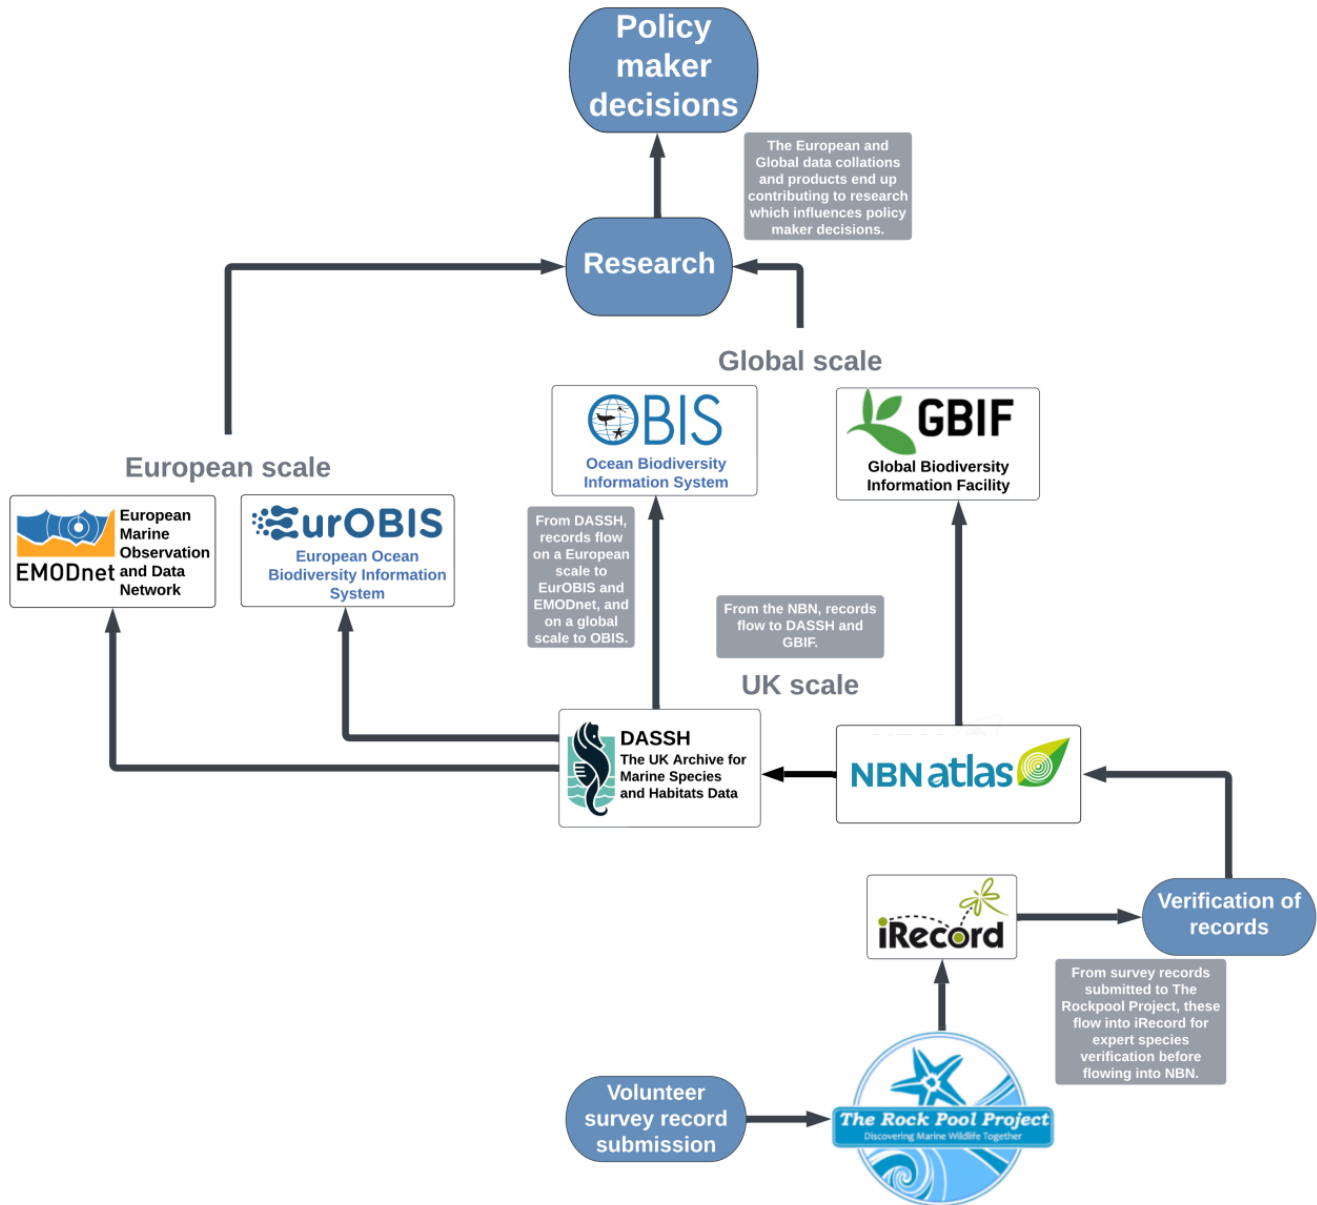 Policy
maker
decisions
The European and
Global data collations
and products end up
contributing to research
which influences policy
maker decisions.
Research
Global scale
OBIS
Ocean Biodiversity
Information System
GBIF
Global Biodiversity
Information Facility
European scale
EMODnet
European
Marine
Observation
and Data
Network
EurOBIS
European Ocean
Biodiversity Information
System
From DASSH,
records flow
on a European
scale to
EurOBIS and
EMODnet, and
on a global
scale to OBIS.
From the NBN, records
flow to DASSH and
GBIF.
UK scale
DASSH
The UK Archive for
Marine Species
and Habitats Data
NBN atlas
iRecord
Verification of
records
From survey records
submitted to The
Rockpool Project, these
flow into iRecord for
expert species
verification before
flowing into NBN.
Volunteer
survey record
submission
The Rock Pool Project
Discovering Marine Wildlife Together